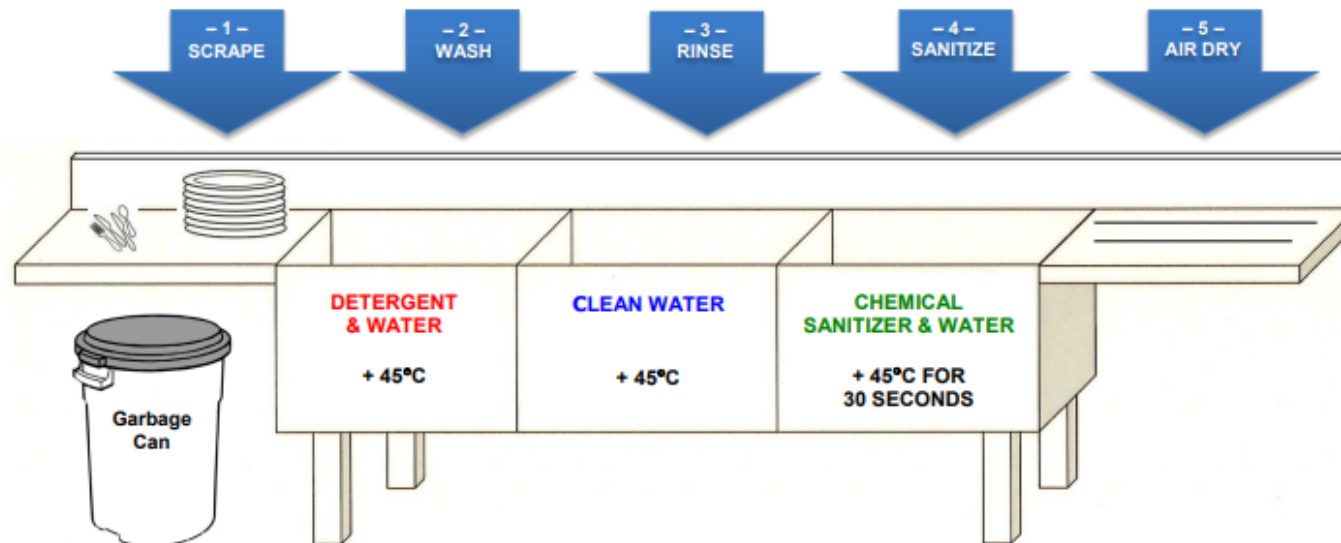 – 1 –
SCRAPE
– 2 –
WASH
– 3 –
RINSE
– 4 –
SANITIZE
– 5 –
AIR DRY
DETERGENT
& WATER
+ 45°C
CLEAN WATER
+ 45°C
CHEMICAL
SANITIZER & WATER
+ 45°C FOR
30 SECONDS
Garbage
Can